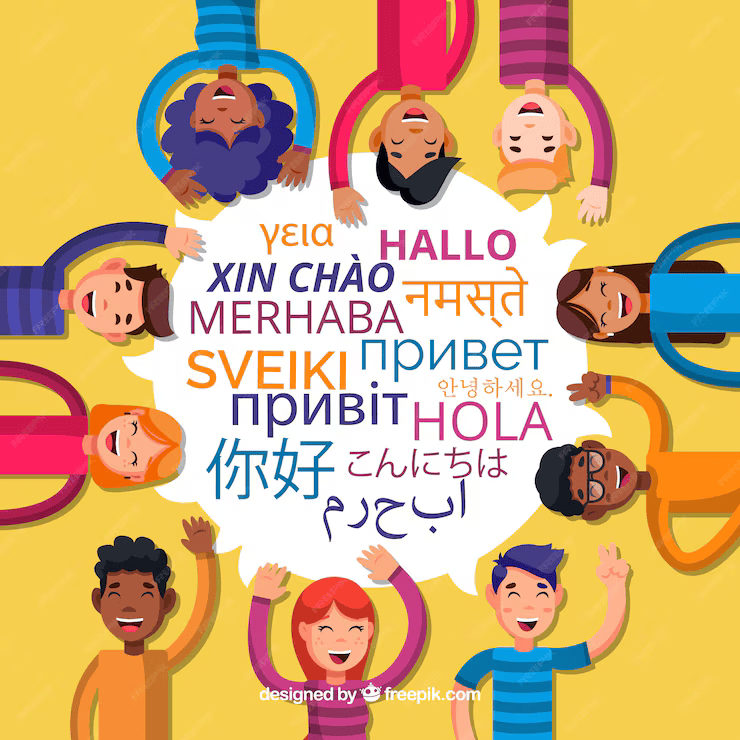 γεια
HALLO
XIN CHÀO
नमस्‌ते
MERHABA
привет
SVEIKI
안녕하세요.
привіт
HOLA
你好
こんにちは
ابحرم
designed by freepik.com